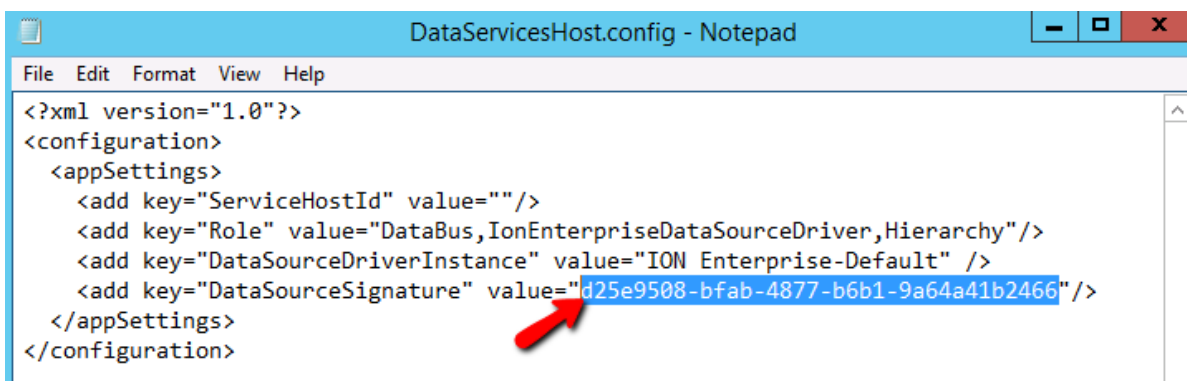 DataServicesHost.config - Notepad
File Edit Format View Help
<?xml version="1.0"?>
<configuration>
  <appSettings>
    <add key="ServiceHostId" value=""/>
    <add key="Role" value="DataBus,IonEnterpriseDataSourceDriver,Hierarchy"/>
    <add key="DataSourceDriverInstance" value="ION Enterprise-Default" />
    <add key="DataSourceSignature" value="d25e9508-bfab-4877-b6b1-9a64a41b2466"/>
  </appSettings>
</configuration>